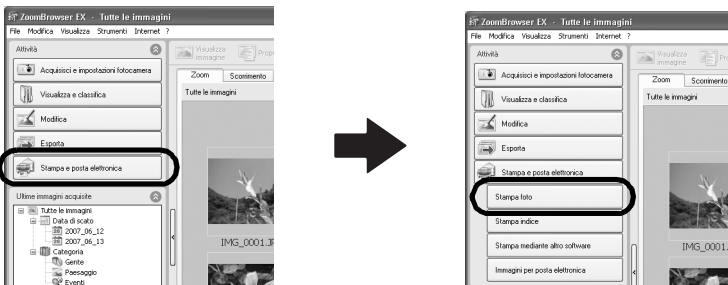 ZoomBrowser EX - Tutte le immagini
File Modifica Visualizza Strumenti Internet ?
Attività
Acquisisci e impostazioni fotocamera
Visualizza e classifica
Modifica
Esporta
Stampa e posta elettronica
Ultime immagini acquisite
Tutte le immagini
Data di scato
2007_06_12
2007_06_13
Categoria
Gente
Paesaggio
Eventi
Visualizza immagine
Zoom Scorrimento
Tutte le immagini
ZoomBrowser EX - Tutte le immagini
File Modifica Visualizza Strumenti Internet ?
Attività
Acquisisci e impostazioni fotocamera
Visualizza e classifica
Modifica
Esporta
Stampa e posta elettronica
Stampa foto
Stampa indice
Stampa mediante altro software
Immagini per posta elettronica
Visualizza immagine
Zoom Scorrimento
Tutte le immagini
IMG_0001.